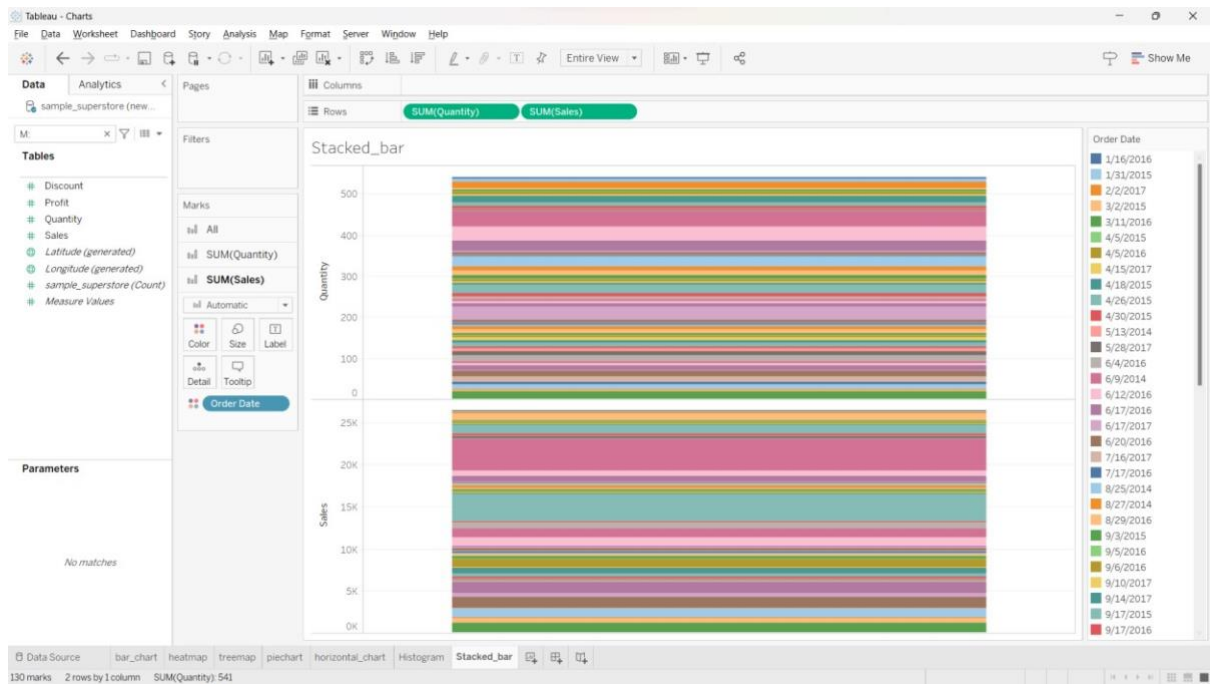 Tableau - Charts
File Data Worksheet Dashboard Story Analysis Map Format Server Window Help
Entire View
Show Me
Data Analytics
sample_superstore (new...
M:
Tables
Discount
Profit
Quantity
Sales
Latitude (generated)
Longitude (generated)
sample_superstore (Count)
Measure Values
Parameters
No matches
Pages
Filters
Marks
All
SUM(Quantity)
SUM(Sales)
Automatic
Color Size Label
Detail Tooltip
Order Date
Columns
Rows SUM(Quantity) SUM(Sales)
Stacked_bar
Quantity
500
400
300
200
100
0
Sales
25K
20K
15K
10K
5K
0K
Order Date
1/16/2016
1/31/2015
2/2/2017
3/2/2015
3/11/2016
4/5/2015
4/5/2016
4/15/2017
4/18/2015
4/26/2015
4/30/2015
5/13/2014
5/28/2017
6/4/2016
6/9/2014
6/12/2016
6/17/2016
6/17/2017
6/20/2016
7/16/2017
7/17/2016
8/25/2014
8/27/2014
8/29/2016
9/3/2015
9/5/2016
9/6/2016
9/10/2017
9/14/2017
9/17/2015
9/17/2016
Data Source bar_chart heatmap treemap piechart horizontal_chart Histogram Stacked_bar
130 marks 2 rows by 1 column SUM(Quantity): 541